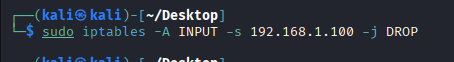 ┌──(kali㉿kali)-[~/Desktop]
└─$ sudo iptables -A INPUT -s 192.168.1.100 -j DROP